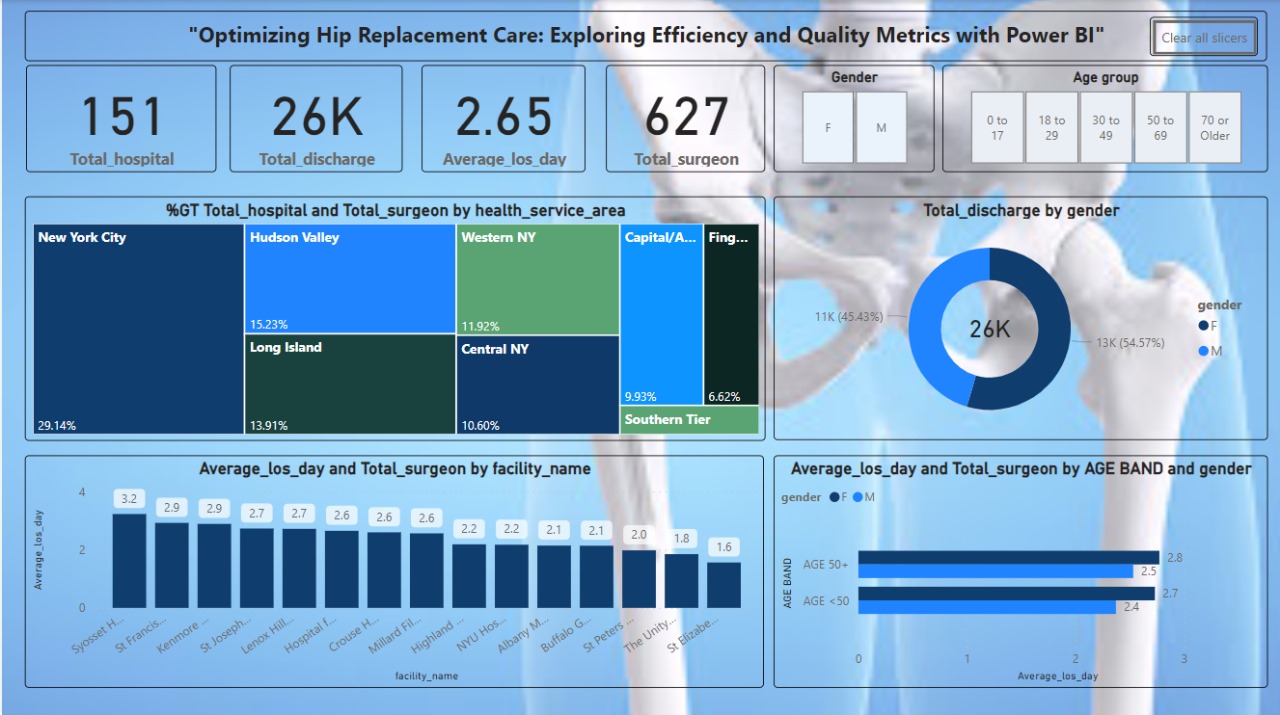 "Optimizing Hip Replacement Care: Exploring Efficiency and Quality Metrics with Power BI"
Clear all slicers
151
Total_hospital
26K
Total_discharge
2.65
Average_los_day
627
Total_surgeon
Gender
F
M
Age group
0 to
17
18 to
29
30 to
49
50 to
69
70 or
Older
%GT Total_hospital and Total_surgeon by health_service_area
New York City
29.14%
Hudson Valley
15.23%
Long Island
13.91%
Western NY
11.92%
Central NY
10.60%
Capital/A...
9.93%
Fing...
6.62%
Southern Tier
Total_discharge by gender
11K (45.43%)
26K
13K (54.57%)
gender
F
M
Average_los_day and Total_surgeon by facility_name
Average_los_day
4
2
0
3.2
2.9
2.9
2.7
2.7
2.6
2.6
2.6
2.2
2.2
2.1
2.1
2.0
1.8
1.6
Syosset H...
St Francis...
Kenmore ...
St Joseph...
Lenox Hill...
Hospital f...
Crouse H...
Millard Fil...
Highland ...
NYU Hos...
Albany M...
Buffalo G...
St Peters ...
The Unity...
St Elizabe...
facility_name
Average_los_day and Total_surgeon by AGE BAND and gender
gender F M
AGE BAND
AGE 50+
2.8
2.5
AGE <50
2.7
2.4
0 1 2 3
Average_los_day